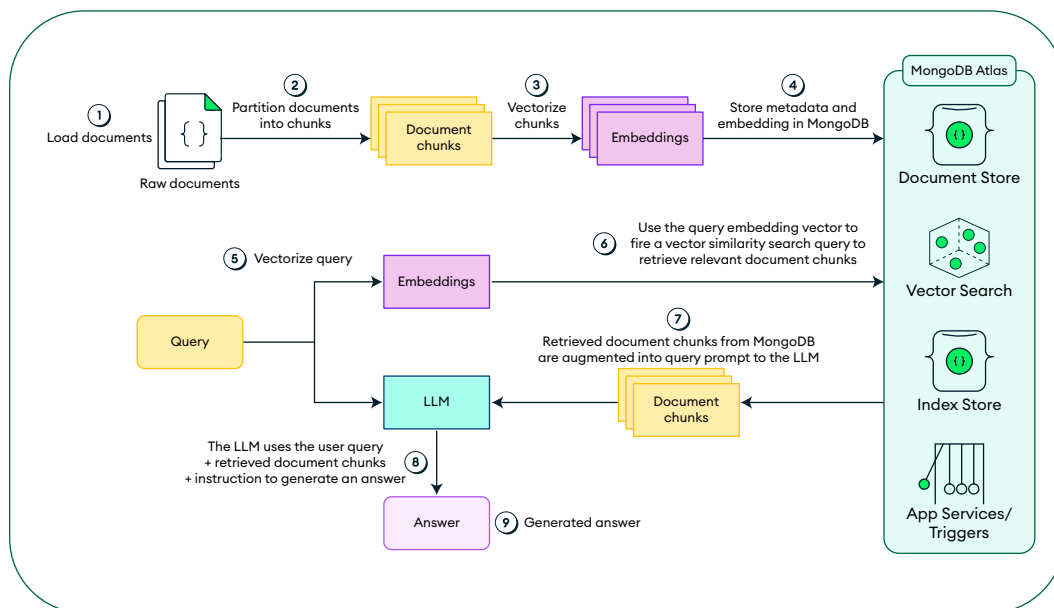 MongoDB Atlas
1
Load documents
{ }
Raw documents
2
Partition documents
into chunks
Document
chunks
3
Vectorize
chunks
Embeddings
4
Store metadata and
embedding in MongoDB
{ }
Document Store
5
Vectorize query
Embeddings
6
Use the query embedding vector to
fire a vector similarity search query to
retrieve relevant document chunks
Vector Search
Query
7
Retrieved document chunks from MongoDB
are augmented into query prompt to the LLM
Document
chunks
LLM
{ }
Index Store
The LLM uses the user query
+ retrieved document chunks
+ instruction to generate an answer
8
Answer
9
Generated answer
App Services/
Triggers